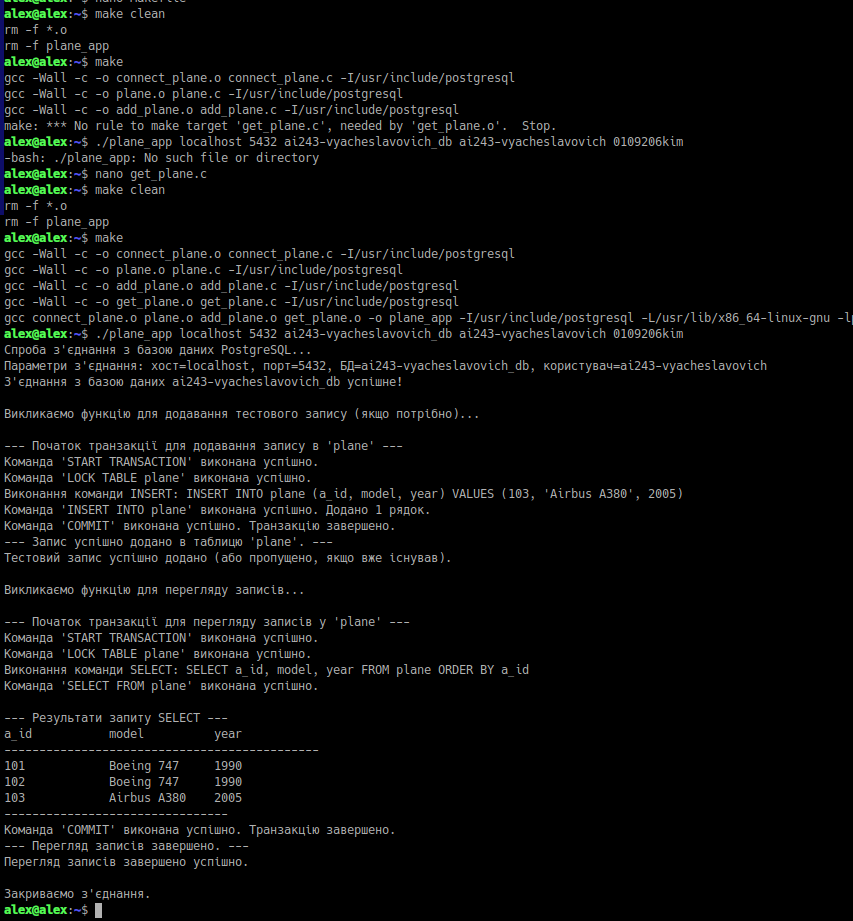 alex@alex:~$ nano Makefile
alex@alex:~$ make clean
rm -f *.o
rm -f plane_app
alex@alex:~$ make
gcc -Wall -c -o connect_plane.o connect_plane.c -I/usr/include/postgresql
gcc -Wall -c -o plane.o plane.c -I/usr/include/postgresql
gcc -Wall -c -o add_plane.o add_plane.c -I/usr/include/postgresql
make: *** No rule to make target 'get_plane.c', needed by 'get_plane.o'.  Stop.
alex@alex:~$ ./plane_app localhost 5432 ai243-vyacheslavovich_db ai243-vyacheslavovich 0109206kim
-bash: ./plane_app: No such file or directory
alex@alex:~$ nano get_plane.c
alex@alex:~$ make clean
rm -f *.o
rm -f plane_app
alex@alex:~$ make
gcc -Wall -c -o connect_plane.o connect_plane.c -I/usr/include/postgresql
gcc -Wall -c -o plane.o plane.c -I/usr/include/postgresql
gcc -Wall -c -o add_plane.o add_plane.c -I/usr/include/postgresql
gcc -Wall -c -o get_plane.o get_plane.c -I/usr/include/postgresql
gcc connect_plane.o plane.o add_plane.o get_plane.o -o plane_app -I/usr/include/postgresql -L/usr/lib/x86_64-linux-gnu
alex@alex:~$ ./plane_app localhost 5432 ai243-vyacheslavovich_db ai243-vyacheslavovich 0109206kim
Спроба з'єднання з базою даних PostgreSQL...
Параметри з'єднання: хост=localhost, порт=5432, БД=ai243-vyacheslavovich_db, користувач=ai243-vyacheslavovich
З'єднання з базою даних ai243-vyacheslavovich_db успішне!
Викликаємо функцію для додавання тестового запису (якщо потрібно)...
--- Початок транзакції для додавання запису в 'plane' ---
Команда 'START TRANSACTION' виконана успішно.
Команда 'LOCK TABLE plane' виконана успішно.
Виконання команди INSERT: INSERT INTO plane (a_id, model, year) VALUES (103, 'Airbus A380', 2005)
Команда 'INSERT INTO plane' виконана успішно. Додано 1 рядок.
Команда 'COMMIT' виконана успішно. Транзакцію завершено.
--- Запис успішно додано в таблицю 'plane'. ---
Тестовий запис успішно додано (або пропущено, якщо вже існував).
Викликаємо функцію для перегляду записів...
--- Початок транзакції для перегляду записів у 'plane' ---
Команда 'START TRANSACTION' виконана успішно.
Команда 'LOCK TABLE plane' виконана успішно.
Виконання команди SELECT: SELECT a_id, model, year FROM plane ORDER BY a_id
Команда 'SELECT FROM plane' виконана успішно.
--- Результати запиту SELECT ---
a_id           model          year
---------------------------------------------
101            Boeing 747     1990
102            Boeing 747     1990
103            Airbus A380    2005
--------------------------------
Команда 'COMMIT' виконана успішно. Транзакцію завершено.
--- Перегляд записів завершено. ---
Перегляд записів завершено успішно.
Закриваємо з'єднання.
alex@alex:~$